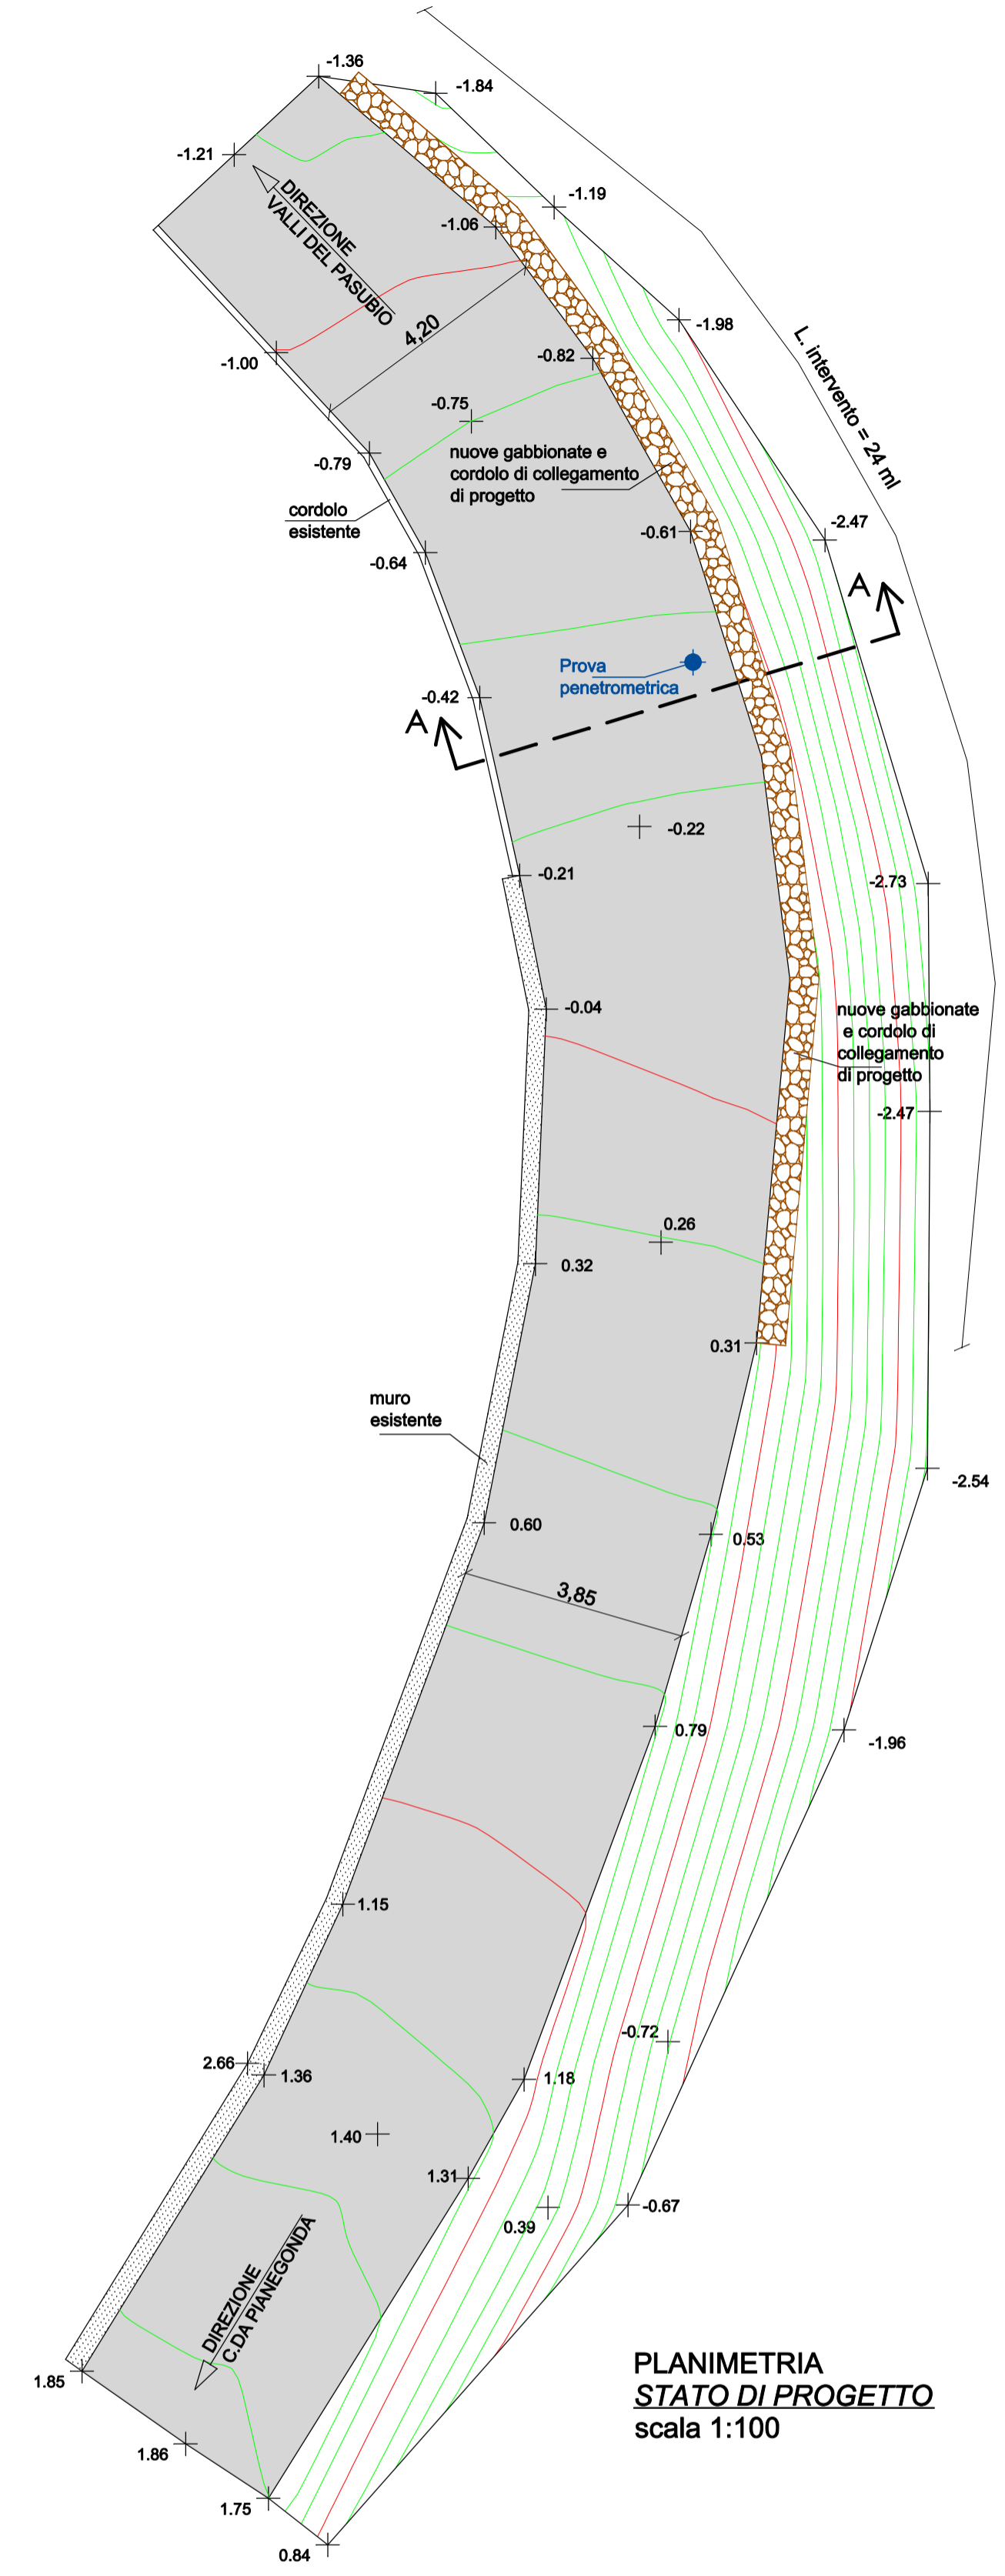 -1.36
-1.84
-1.21
DIREZIONE
VALLI DEL PASUBIO
-1.19
-1.06
4,20
-1.98
-1.00
-0.82
L. intervento = 24 ml
-0.75
nuove gabbionate e
cordolo di collegamento
di progetto
-0.79
cordolo
esistente
-2.47
-0.61
-0.64
A
Prova
penetrometrica
-0.42
A
-0.22
-0.21
-2.73
-0.04
nuove gabbionate
e cordolo di
collegamento
di progetto
-2.47
0.26
0.32
0.31
muro
esistente
-2.54
0.60
0.53
3,85
0.79
-1.96
1.15
-0.72
2.66
1.36
1.18
1.40
1.31
-0.67
0.39
DIREZIONE
C.DA PIANEGONDA
1.85
PLANIMETRIA
STATO DI PROGETTO
scala 1:100
1.86
1.75
0.84